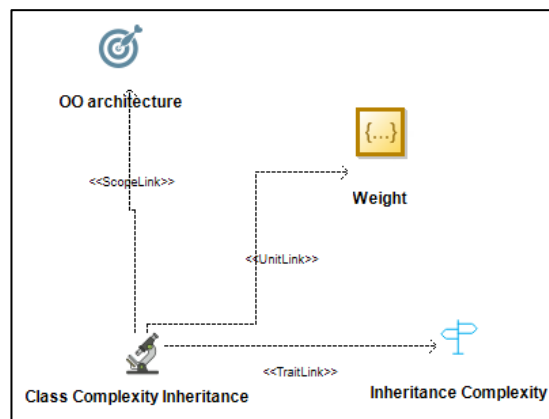 OO architecture
{...}
Weight
<<ScopeLink>>
<<UnitLink>>
<<TraitLink>>
Class Complexity Inheritance
Inheritance Complexity